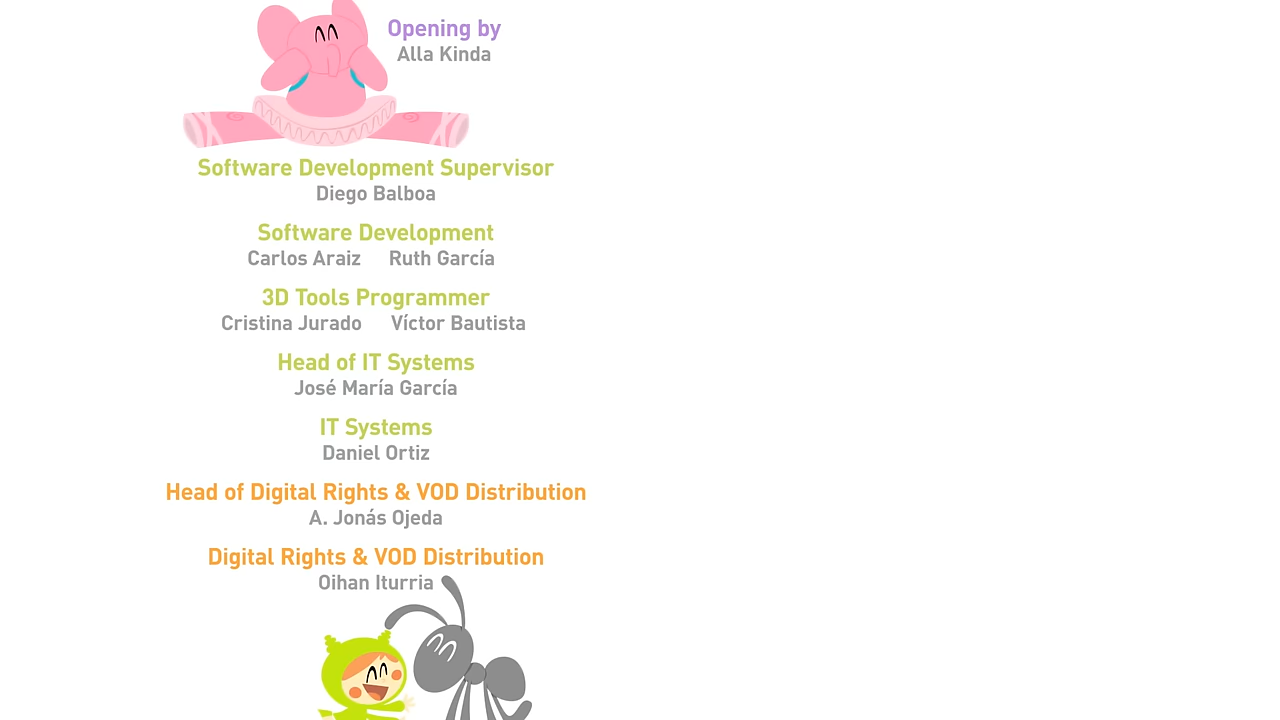 Opening by
Alla Kinda
Software Development Supervisor
Diego Balboa
Software Development
Carlos Araiz Ruth García
3D Tools Programmer
Cristina Jurado Víctor Bautista
Head of IT Systems
José María García
IT Systems
Daniel Ortiz
Head of Digital Rights & VOD Distribution
A. Jonás Ojeda
Digital Rights & VOD Distribution
Oihan Iturria